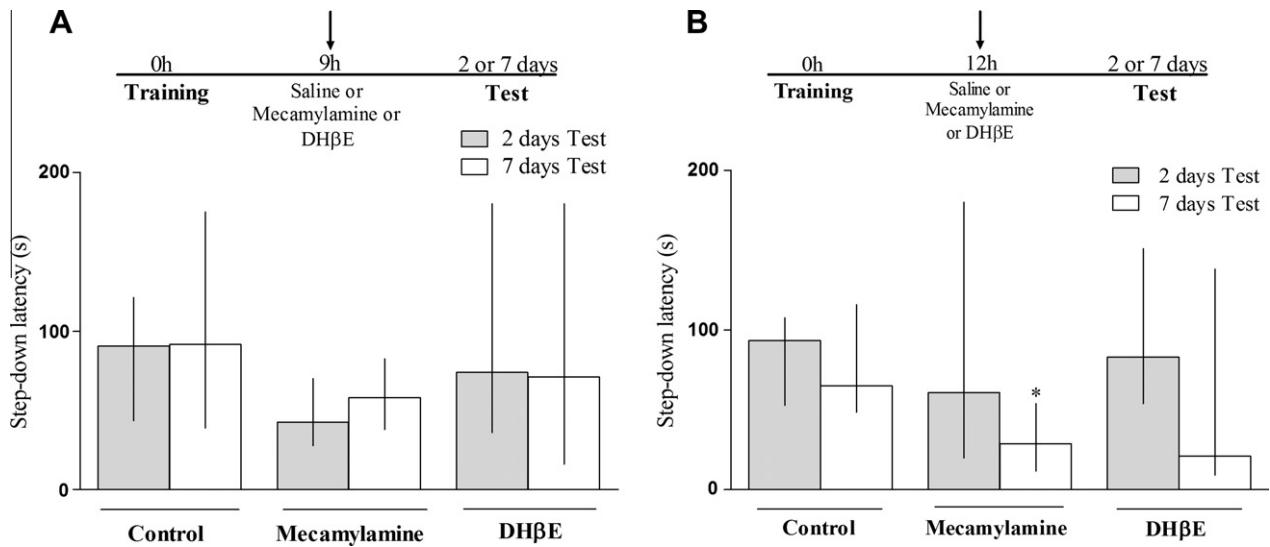 A
0h
9h
2 or 7 days
Training
Saline or
Mecamylamine or
DHβE
Test
2 days Test
7 days Test
200
100
0
Step-down latency (s)
Control
Mecamylamine
DHβE
B
0h
12h
2 or 7 days
Training
Saline or
Mecamylamine
or DHβE
Test
2 days Test
7 days Test
200
100
0
Step-down latency (s)
*
Control
Mecamylamine
DHβE